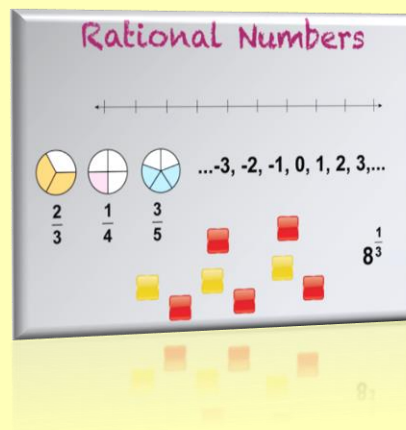 Rational Numbers
...-3, -2, -1, 0, 1, 2, 3,...
2/3 1/4 3/5
8^(1/3)